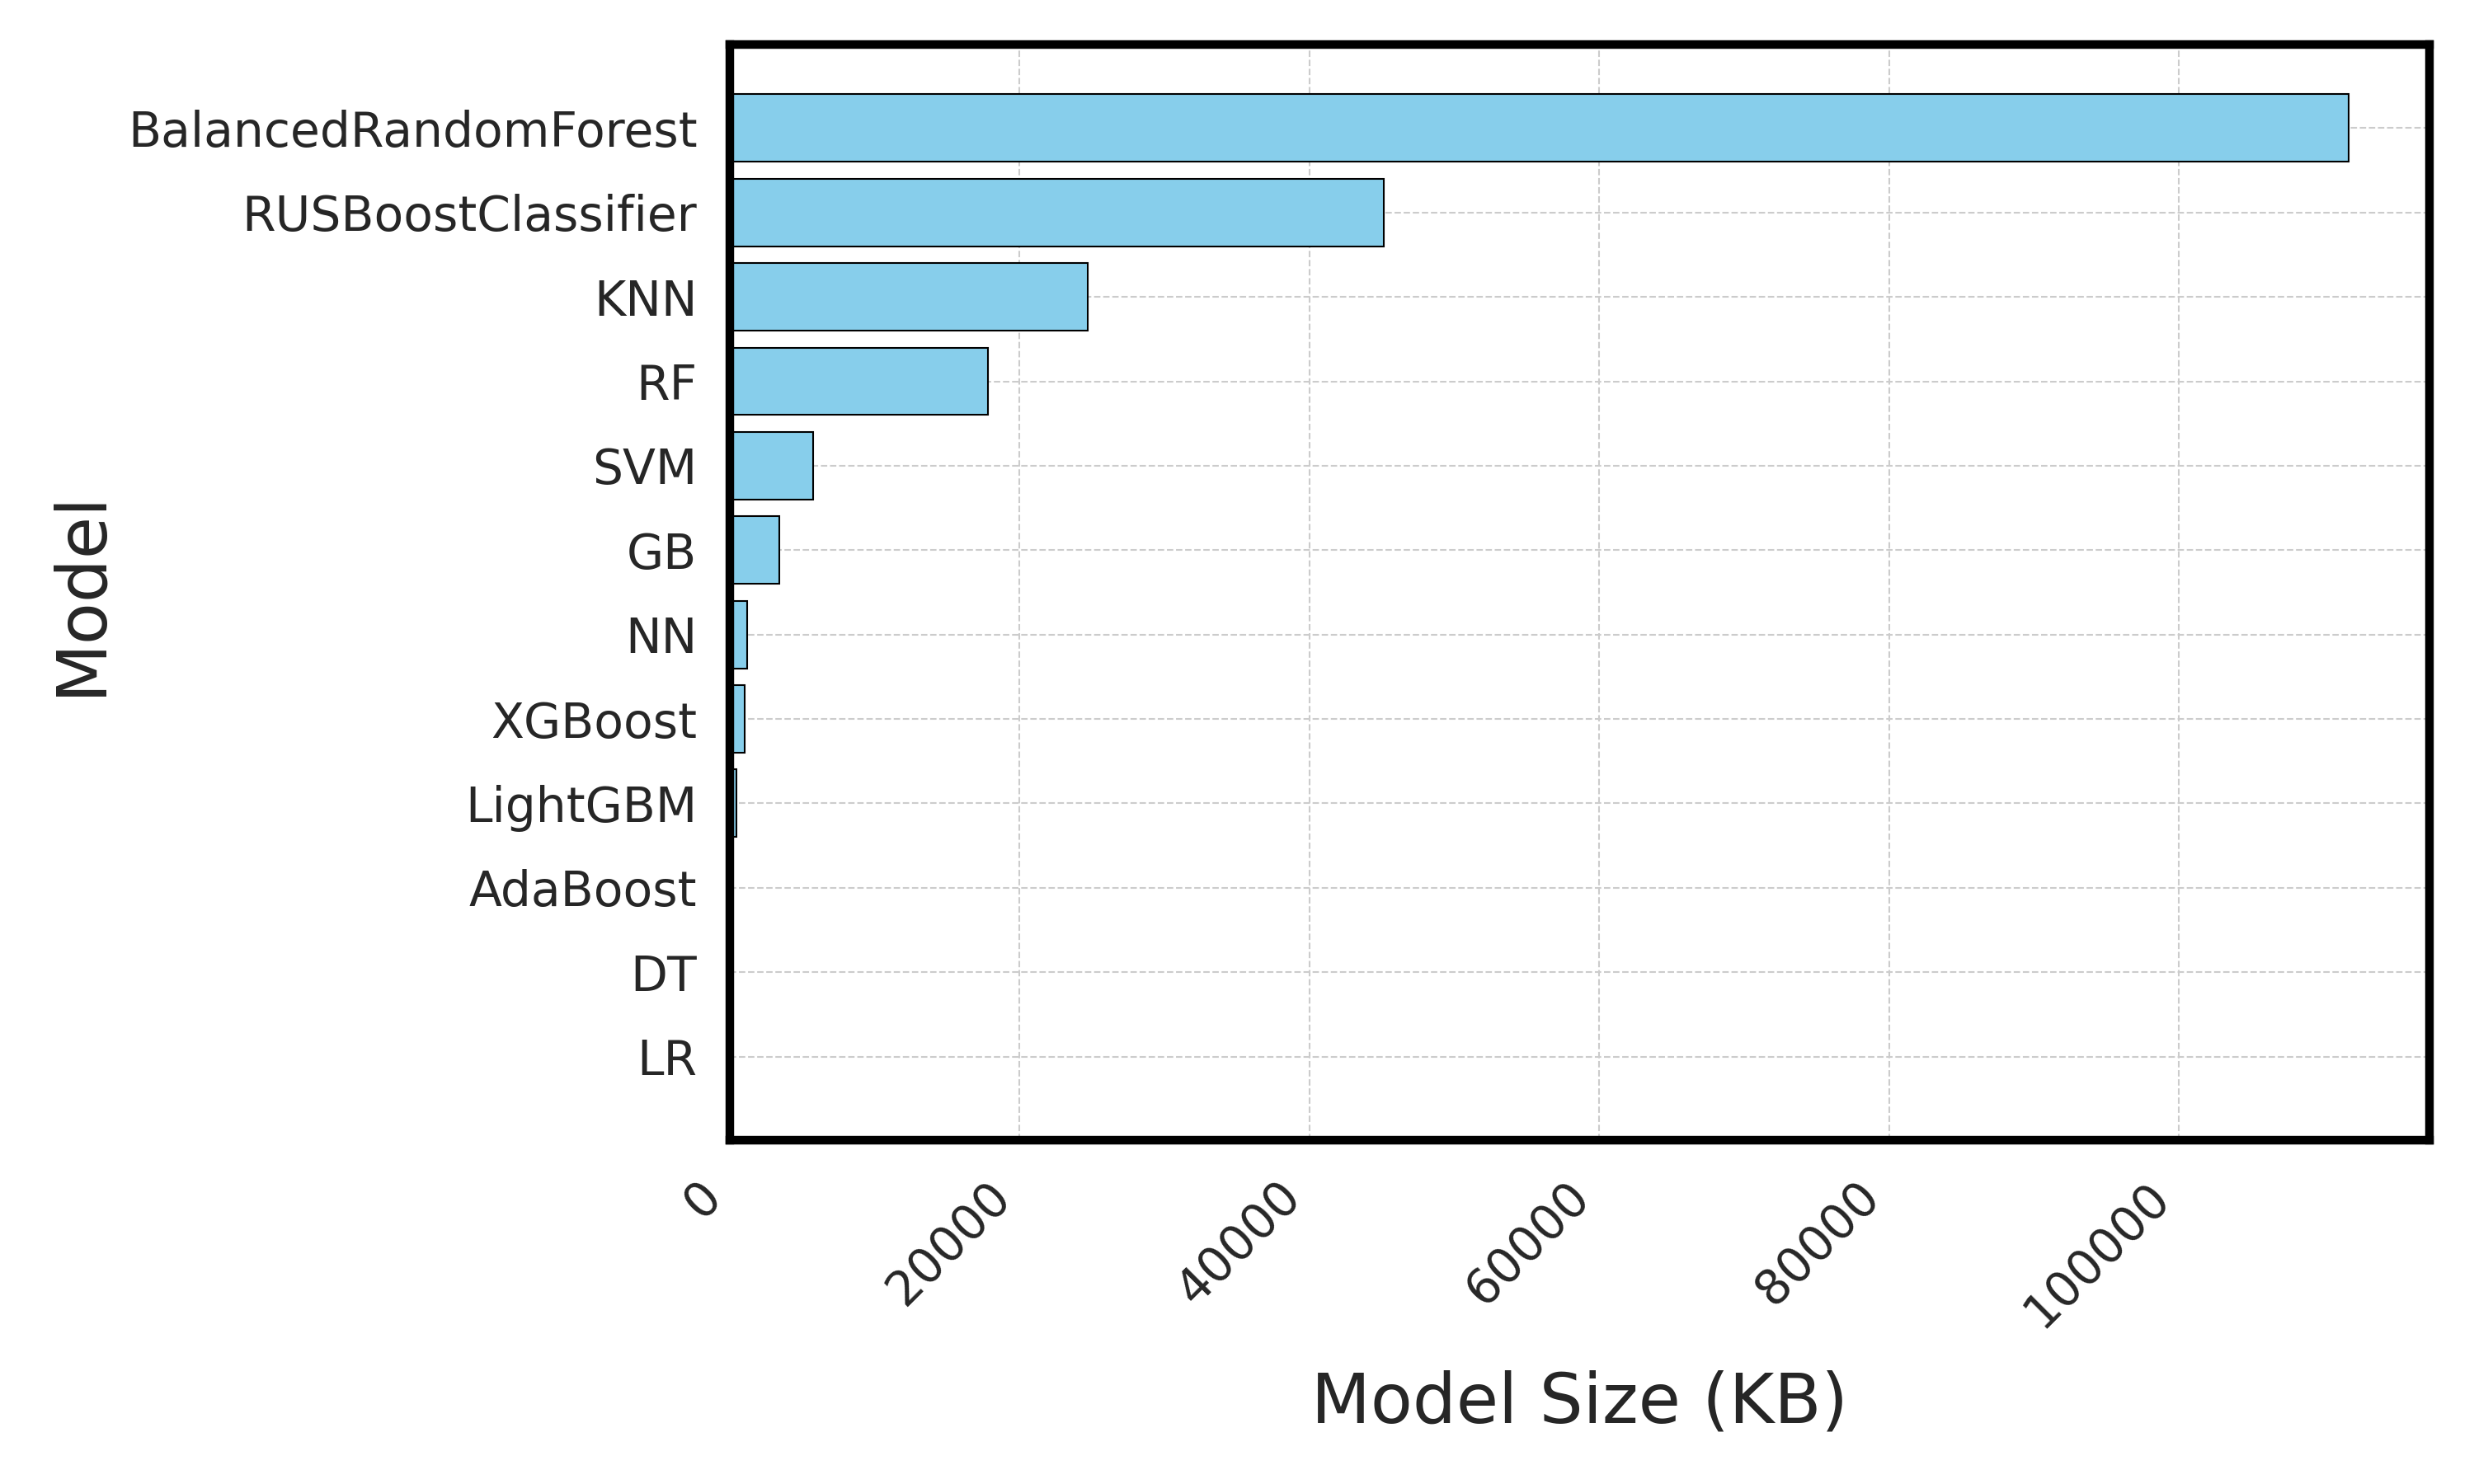 BalancedRandomForest
RUSBoostClassifier
KNN
RF
SVM
GB
NN
XGBoost
LightGBM
AdaBoost
DT
LR
Model
0
20000
40000
60000
80000
100000
Model Size (KB)